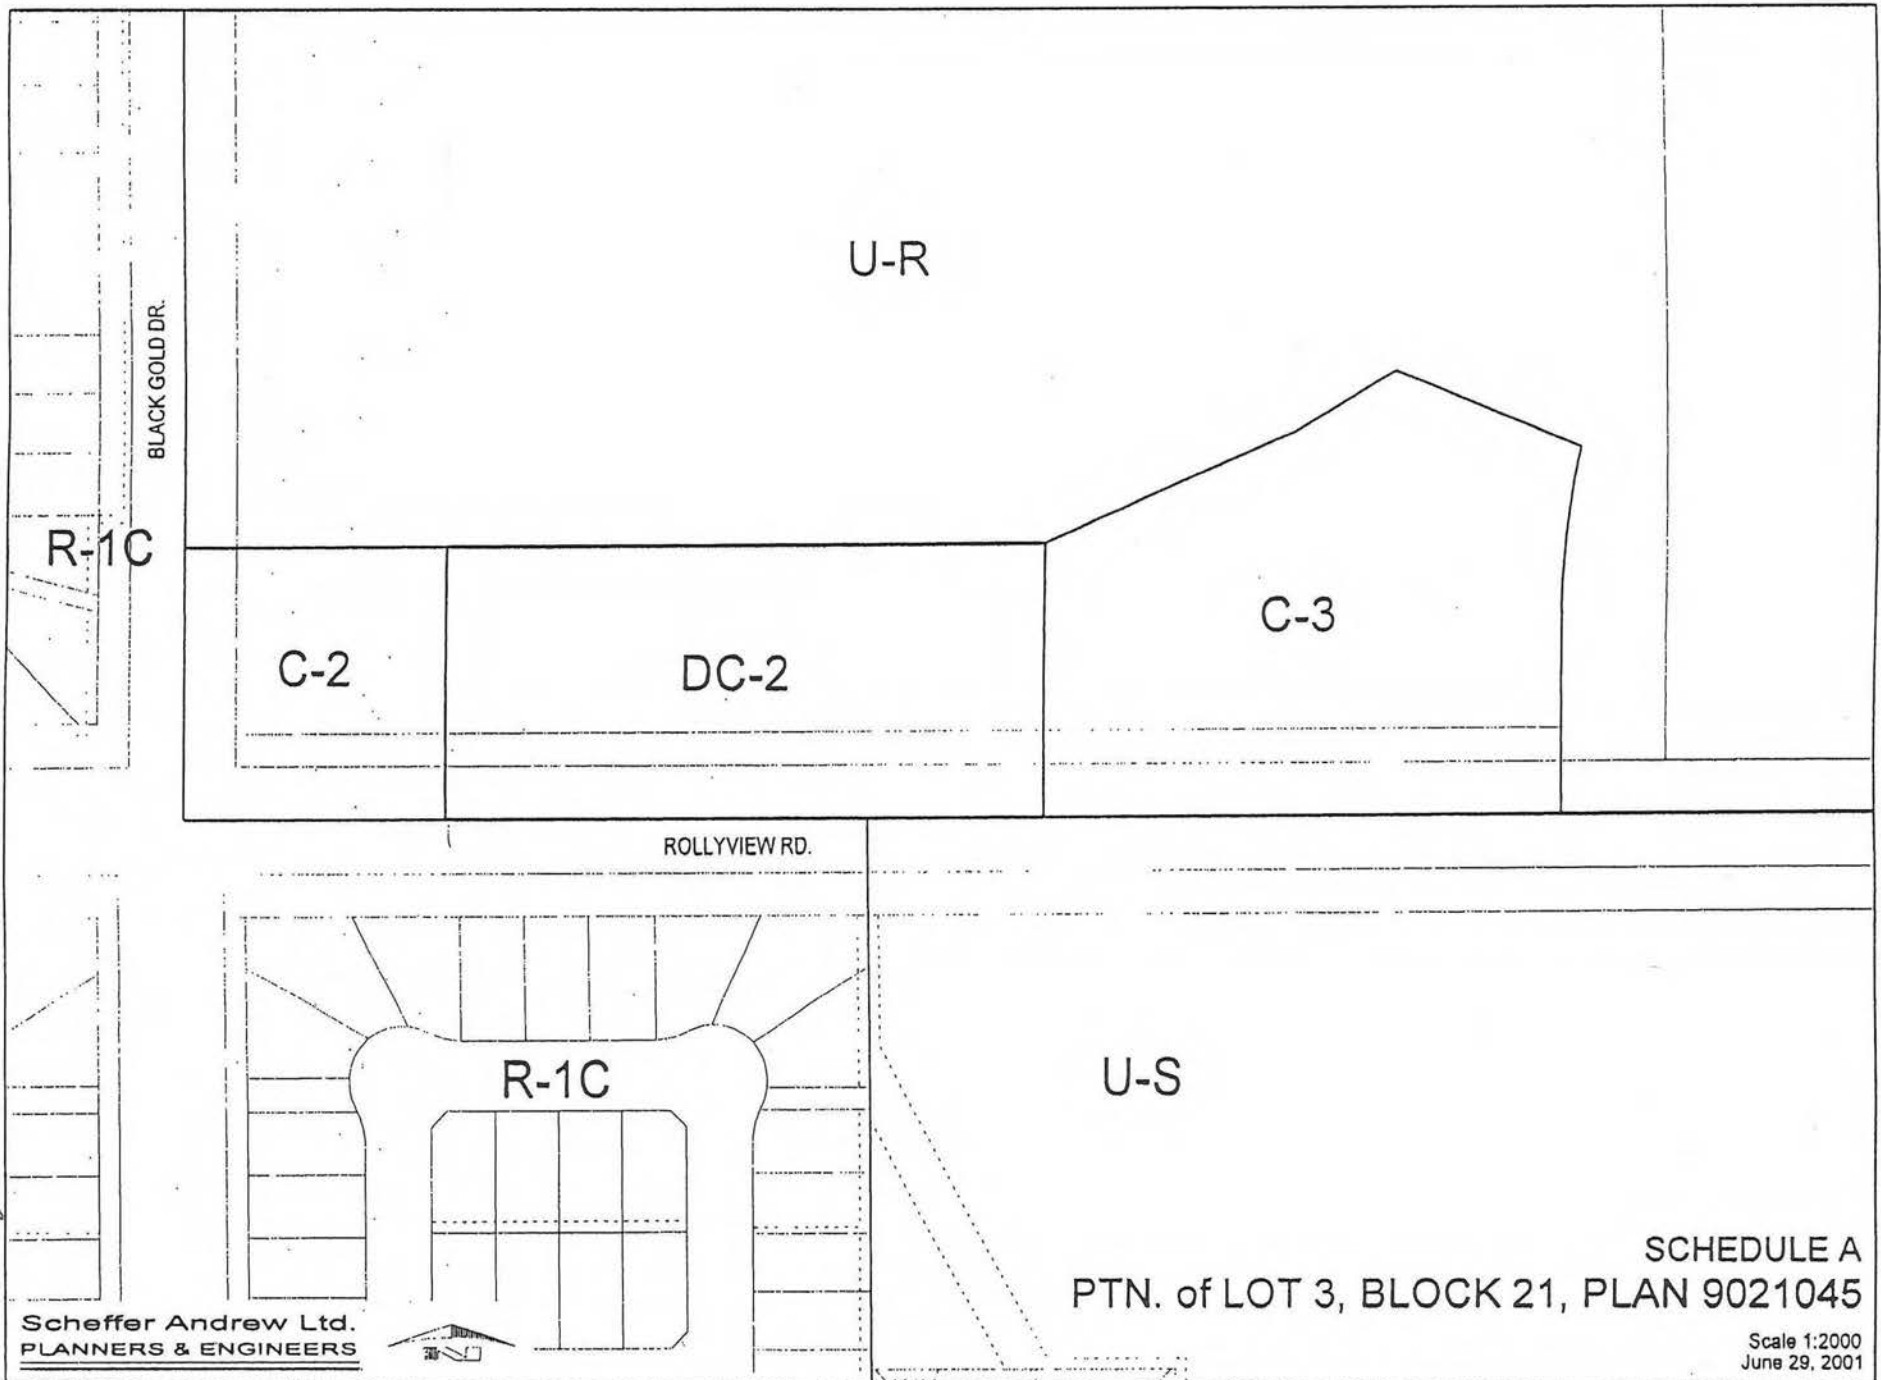 U-R
BLACK GOLD DR.
R-1C
C-3
C-2
DC-2
ROLLYVIEW RD.
R-1C
U-S
SCHEDULE A
PTN. of LOT 3, BLOCK 21, PLAN 9021045
Scale 1:2000
June 29, 2001
Scheffer Andrew Ltd.
PLANNERS & ENGINEERS